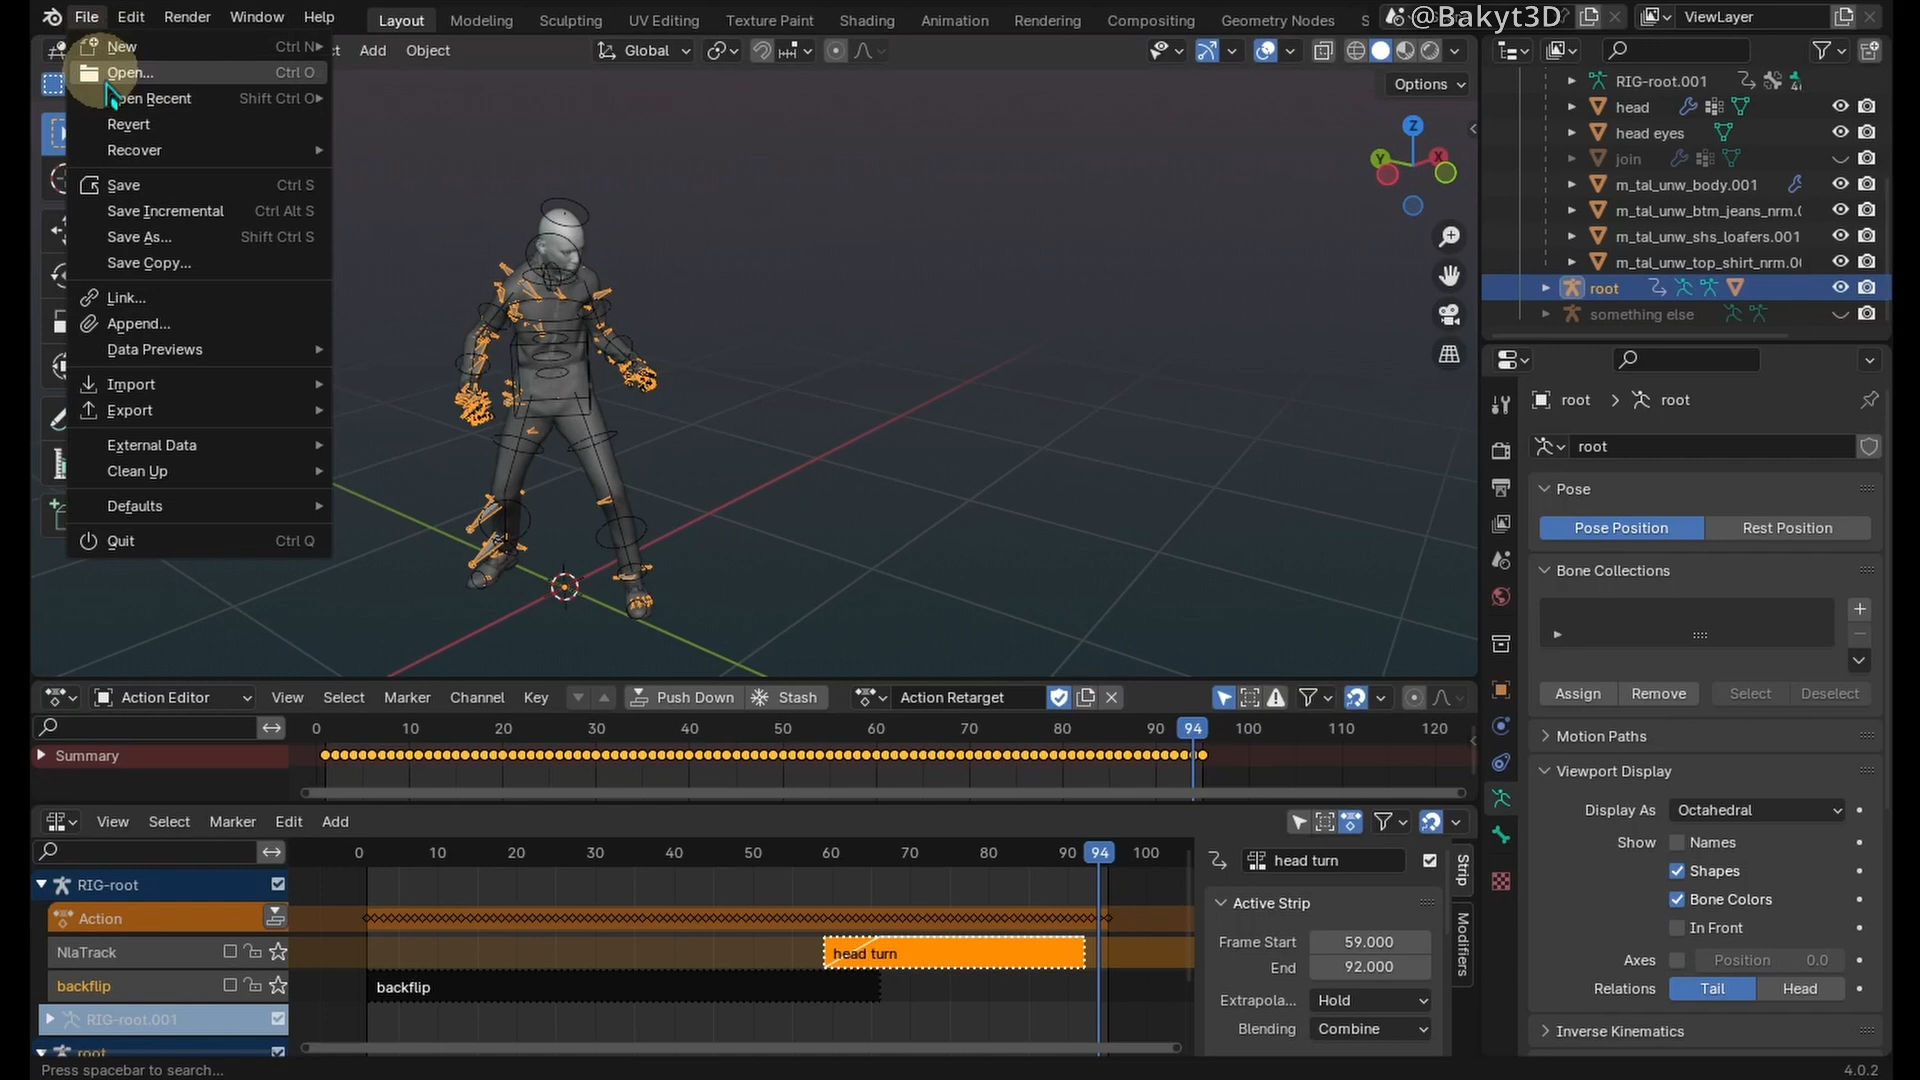 File Edit Render Window Help
Layout Modeling Sculpting UV Editing Texture Paint Shading Animation Rendering Compositing Geometry Nodes S
@Bakyt3D
ViewLayer
New Ctrl N
Open... Ctrl O
Open Recent Shift Ctrl O
Revert
Recover
Save Ctrl S
Save Incremental Ctrl Alt S
Save As... Shift Ctrl S
Save Copy...
Link...
Append...
Data Previews
Import
Export
External Data
Clean Up
Defaults
Quit Ctrl Q
ct Add Object
Global
Options
Z
Y
X
RIG-root.001
head
head eyes
join
m_tal_unw_body.001
m_tal_unw_btm_jeans_nrm.0
m_tal_unw_shs_loafers.001
m_tal_unw_top_shirt_nrm.00
root
something else
root > root
root
Pose
Pose Position Rest Position
Bone Collections
Assign Remove Select Deselect
Motion Paths
Viewport Display
Display As Octahedral
Show Names
Shapes
Bone Colors
In Front
Axes Position 0.0
Relations Tail Head
Inverse Kinematics
Action Editor View Select Marker Channel Key Push Down Stash Action Retarget
0 10 20 30 40 50 60 70 80 90 94 100 110 120
Summary
View Select Marker Edit Add
0 10 20 30 40 50 60 70 80 90 94 100
RIG-root
Action
NlaTrack
head turn
backflip
backflip
RIG-root.001
root
head turn
Strip
Modifiers
Active Strip
Frame Start 59.000
End 92.000
Extrapola... Hold
Blending Combine
Press spacebar to search...
4.0.2